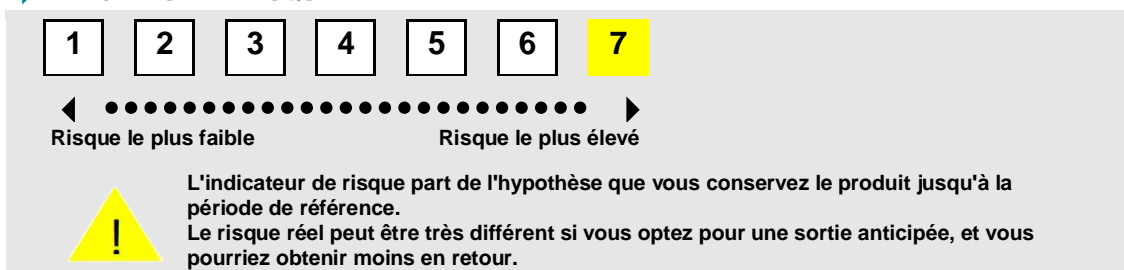 1 2 3 4 5 6 7
Risque le plus faible Risque le plus élevé
L'indicateur de risque part de l'hypothèse que vous conservez le produit jusqu'à la
période de référence.
! Le risque réel peut être très différent si vous optez pour une sortie anticipée, et vous
pourriez obtenir moins en retour.